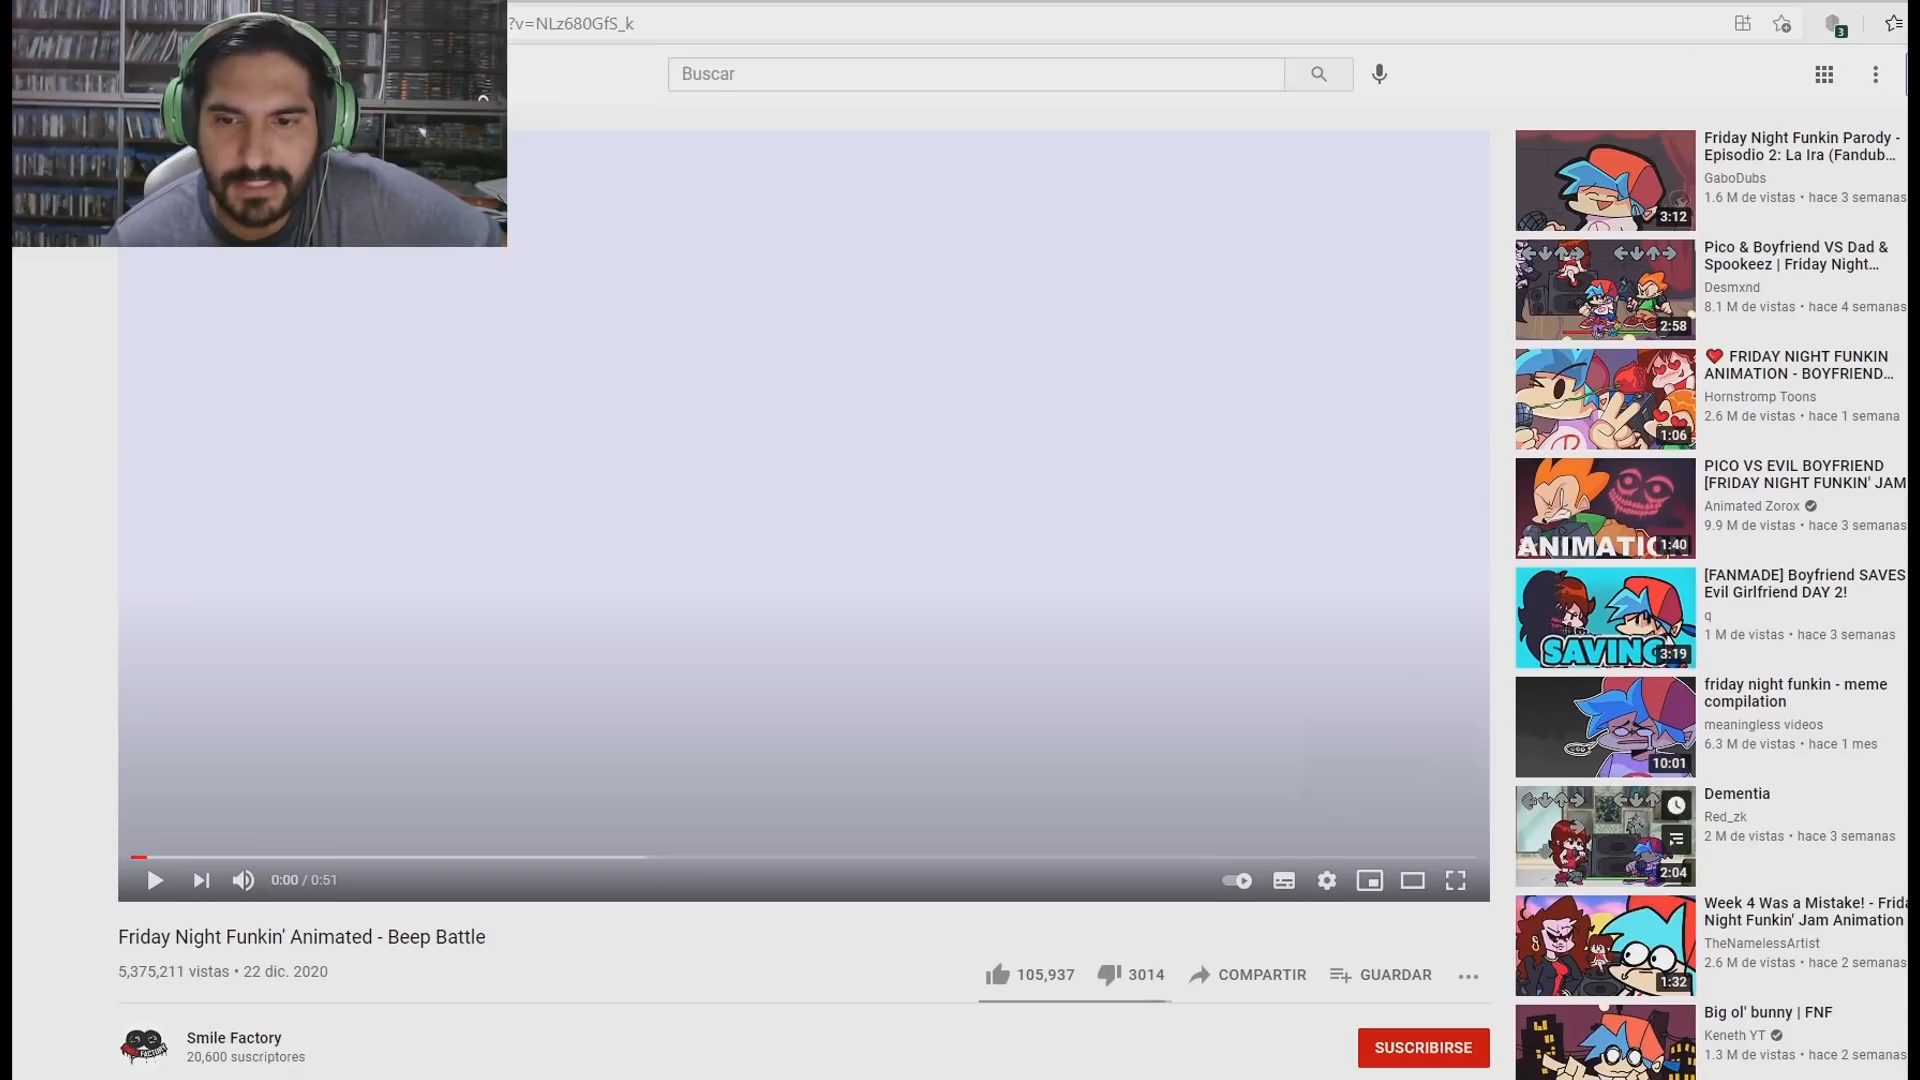 ?v=NLz680GfS_k
3
Buscar
Friday Night Funkin Parody -
Episodio 2: La Ira (Fandub...
GaboDubs
1.6 M de vistas • hace 3 semanas
3:12
Pico & Boyfriend VS Dad &
Spookeez | Friday Night...
Desmxnd
8.1 M de vistas • hace 4 semanas
2:58
FRIDAY NIGHT FUNKIN
ANIMATION - BOYFRIEND...
Hornstromp Toons
2.6 M de vistas • hace 1 semana
1:06
PICO VS EVIL BOYFRIEND
[FRIDAY NIGHT FUNKIN' JAM
Animated Zorox
9.9 M de vistas • hace 3 semanas
ANIMATIO
1:40
[FANMADE] Boyfriend SAVES
Evil Girlfriend DAY 2!
q
1 M de vistas • hace 3 semanas
SAVING
3:19
friday night funkin - meme
compilation
meaningless videos
6.3 M de vistas • hace 1 mes
10:01
Dementia
Red_zk
2 M de vistas • hace 3 semanas
2:04
Week 4 Was a Mistake! - Frida
Night Funkin' Jam Animation
TheNamelessArtist
2.6 M de vistas • hace 2 semanas
1:32
Big ol' bunny | FNF
Keneth YT
1.3 M de vistas • hace 2 semanas
0:00 / 0:51
Friday Night Funkin' Animated - Beep Battle
5,375,211 vistas • 22 dic. 2020
105,937
3014
COMPARTIR
GUARDAR
FACTORY
Smile Factory
20,600 suscriptores
SUSCRIBIRSE